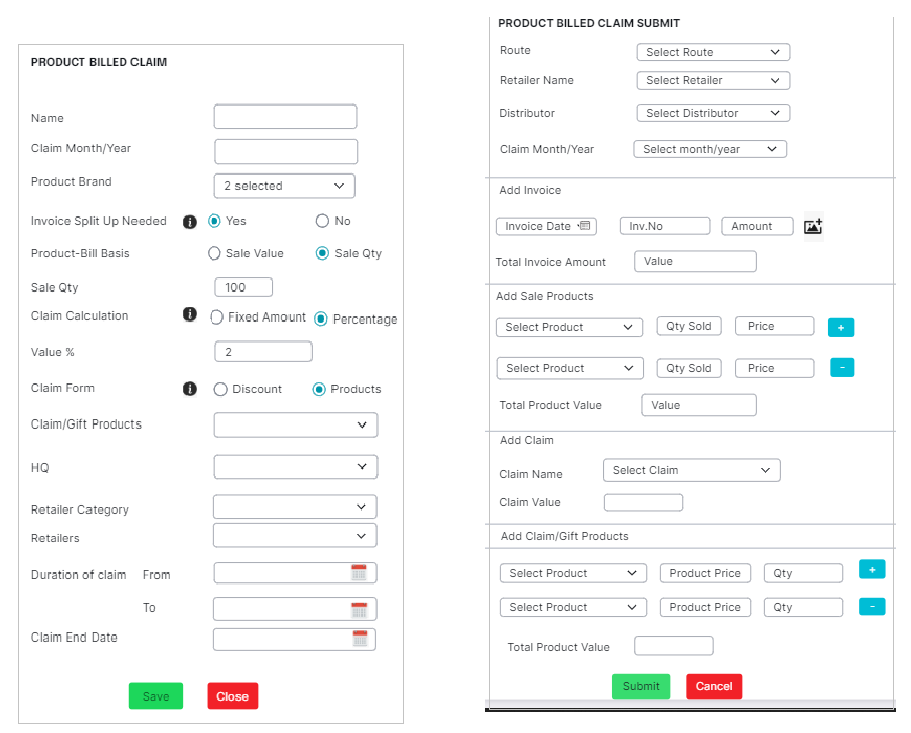 PRODUCT BILLED CLAIM
Name
Claim Month/Year
Product Brand 2 selected
Invoice Split Up Needed i Yes No
Product-Bill Basis Sale Value Sale Qty
Sale Qty 100
Claim Calculation i Fixed Amount Percentage
Value % 2
Claim Form i Discount Products
Claim/Gift Products
HQ
Retailer Category
Retailers
Duration of claim From
To
Claim End Date
Save Close
PRODUCT BILLED CLAIM SUBMIT
Route Select Route
Retailer Name Select Retailer
Distributor Select Distributor
Claim Month/Year Select month/year
Add Invoice
Invoice Date Inv.No Amount
Total Invoice Amount Value
Add Sale Products
Select Product Qty Sold Price +
Select Product Qty Sold Price -
Total Product Value Value
Add Claim
Claim Name Select Claim
Claim Value
Add Claim/Gift Products
Select Product Product Price Qty +
Select Product Product Price Qty -
Total Product Value
Submit Cancel